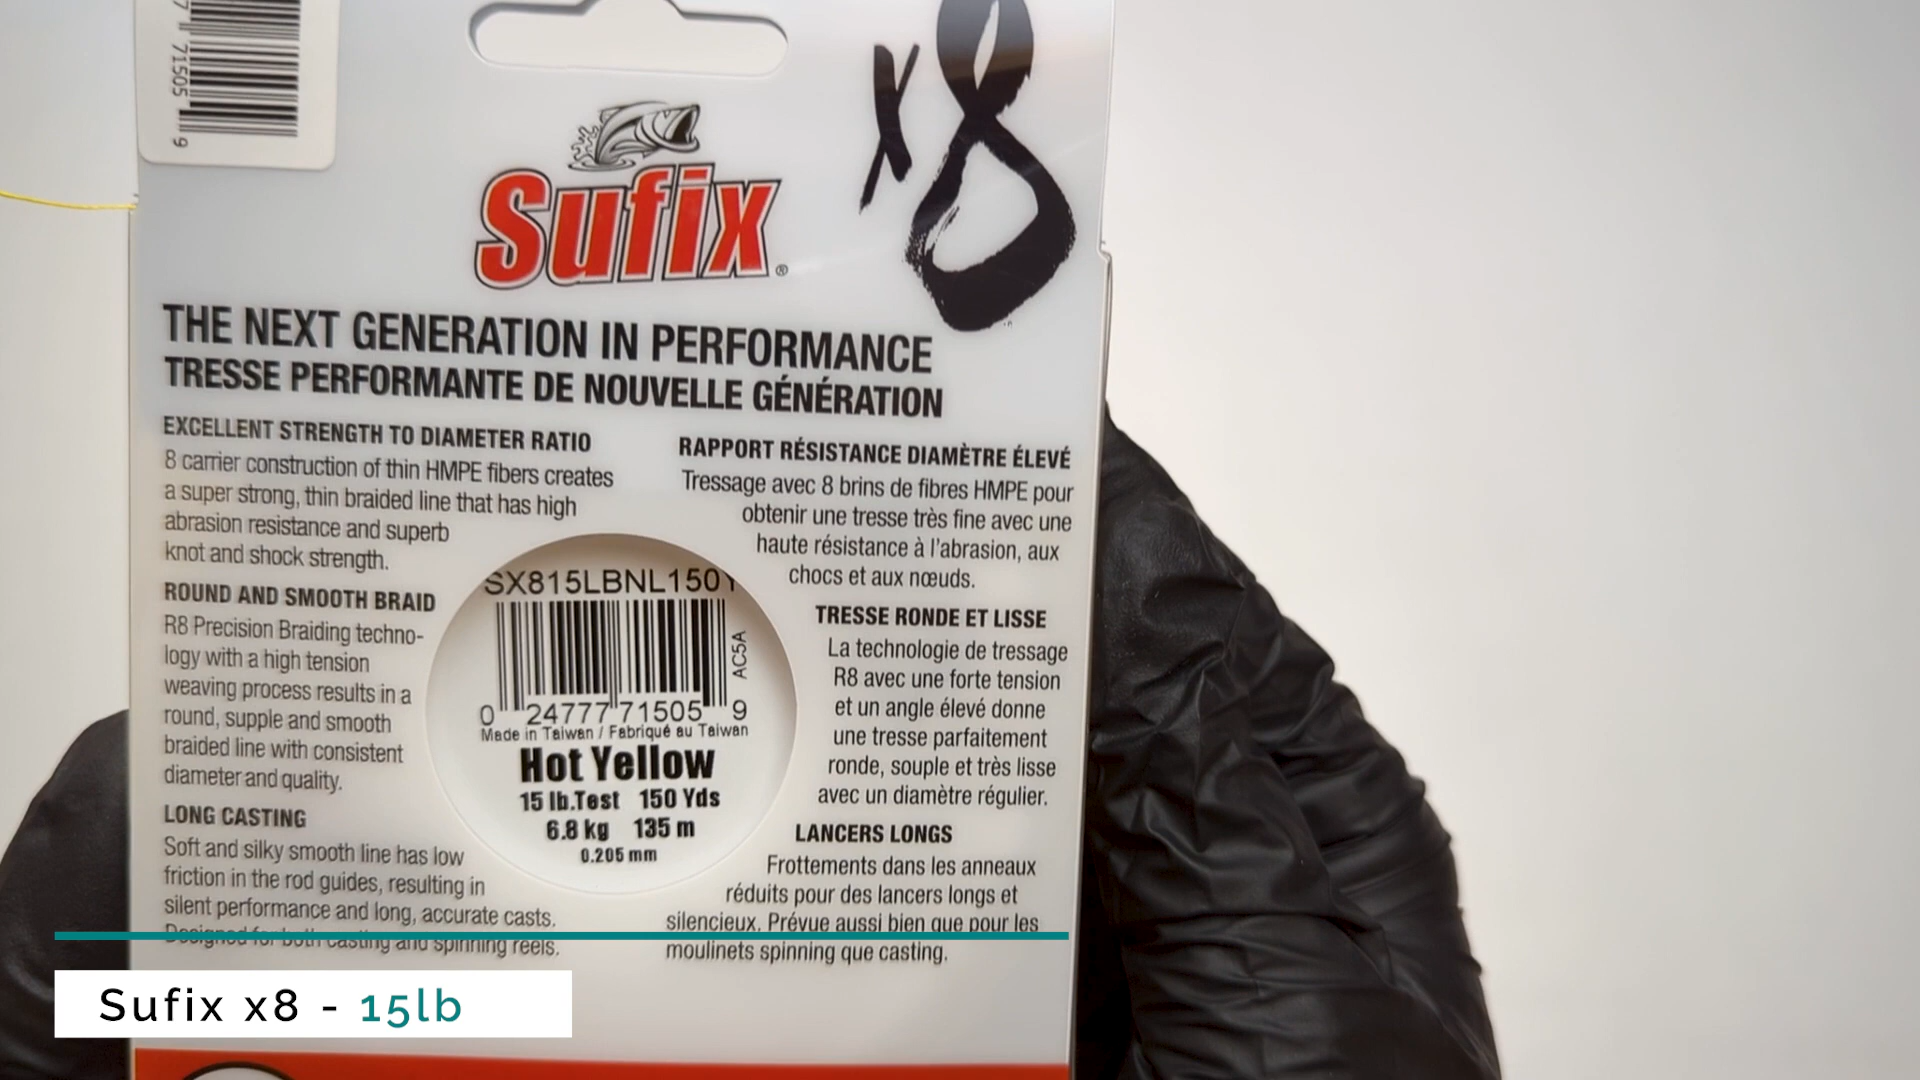 7 71505 9
x8
Sufix®
THE NEXT GENERATION IN PERFORMANCE
TRESSE PERFORMANTE DE NOUVELLE GÉNÉRATION
EXCELLENT STRENGTH TO DIAMETER RATIO
8 carrier construction of thin HMPE fibers creates
a super strong, thin braided line that has high
abrasion resistance and superb
knot and shock strength.
ROUND AND SMOOTH BRAID
R8 Precision Braiding techno-
logy with a high tension
weaving process results in a
round, supple and smooth
braided line with consistent
diameter and quality.
LONG CASTING
Soft and silky smooth line has low
friction in the rod guides, resulting in
silent performance and long, accurate casts.
Designed for both casting and spinning reels.
SX815LBNL150Y
AC5A
0 24777 71505 9
Made in Taiwan / Fabriqué au Taiwan
Hot Yellow
15 lb.Test 150 Yds
6.8 kg 135 m
0.205 mm
RAPPORT RÉSISTANCE DIAMÈTRE ÉLEVÉ
Tressage avec 8 brins de fibres HMPE pour
obtenir une tresse très fine avec une
haute résistance à l'abrasion, aux
chocs et aux nœuds.
TRESSE RONDE ET LISSE
La technologie de tressage
R8 avec une forte tension
et un angle élevé donne
une tresse parfaitement
ronde, souple et très lisse
avec un diamètre régulier.
LANCERS LONGS
Frottements dans les anneaux
réduits pour des lancers longs et
silencieux. Prévue aussi bien que pour les
moulinets spinning que casting.
Sufix x8 - 15lb